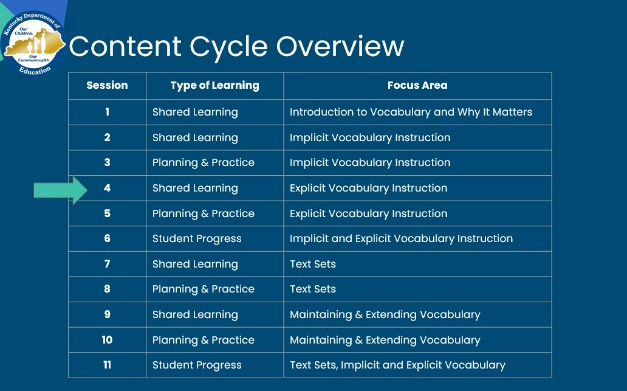 Kentucky Department of
Our
Children,
Our
Commonwealth
Education
Content Cycle Overview
Session Type of Learning Focus Area
1 Shared Learning Introduction to Vocabulary and Why It Matters
2 Shared Learning Implicit Vocabulary Instruction
3 Planning & Practice Implicit Vocabulary Instruction
4 Shared Learning Explicit Vocabulary Instruction
5 Planning & Practice Explicit Vocabulary Instruction
6 Student Progress Implicit and Explicit Vocabulary Instruction
7 Shared Learning Text Sets
8 Planning & Practice Text Sets
9 Shared Learning Maintaining & Extending Vocabulary
10 Planning & Practice Maintaining & Extending Vocabulary
11 Student Progress Text Sets, Implicit and Explicit Vocabulary